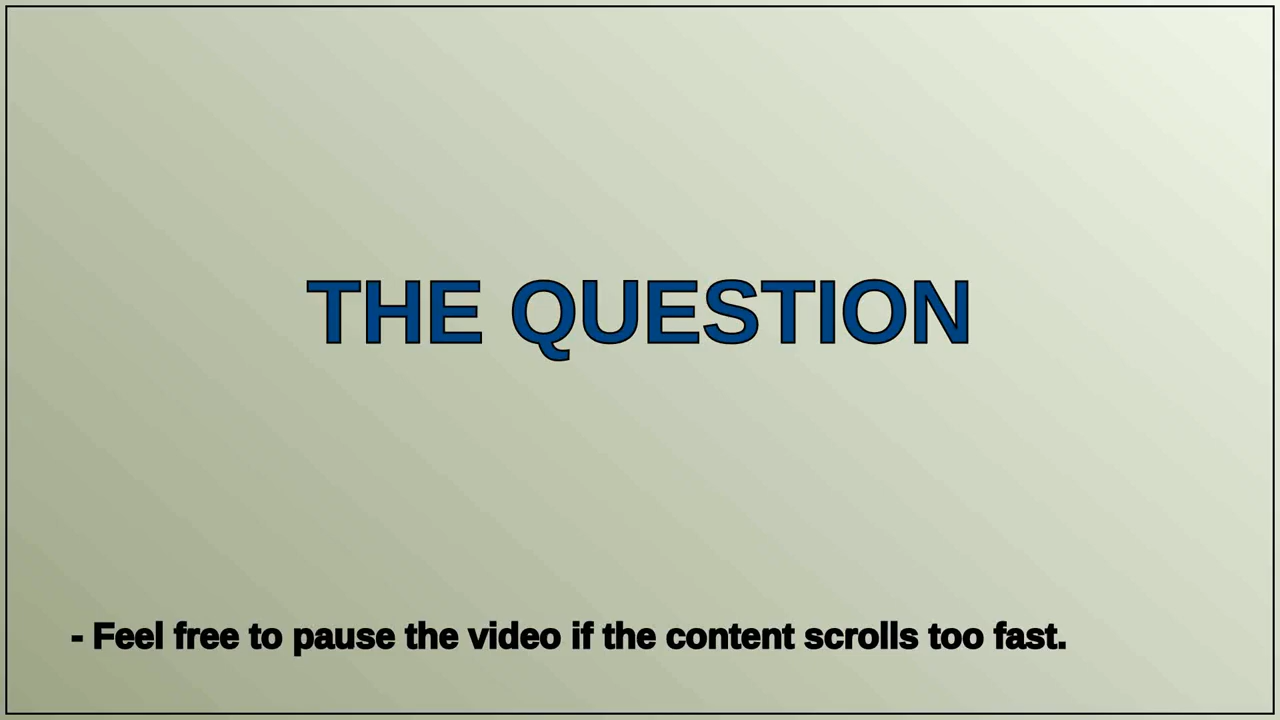 THE QUESTION
- Feel free to pause the video if the content scrolls too fast.